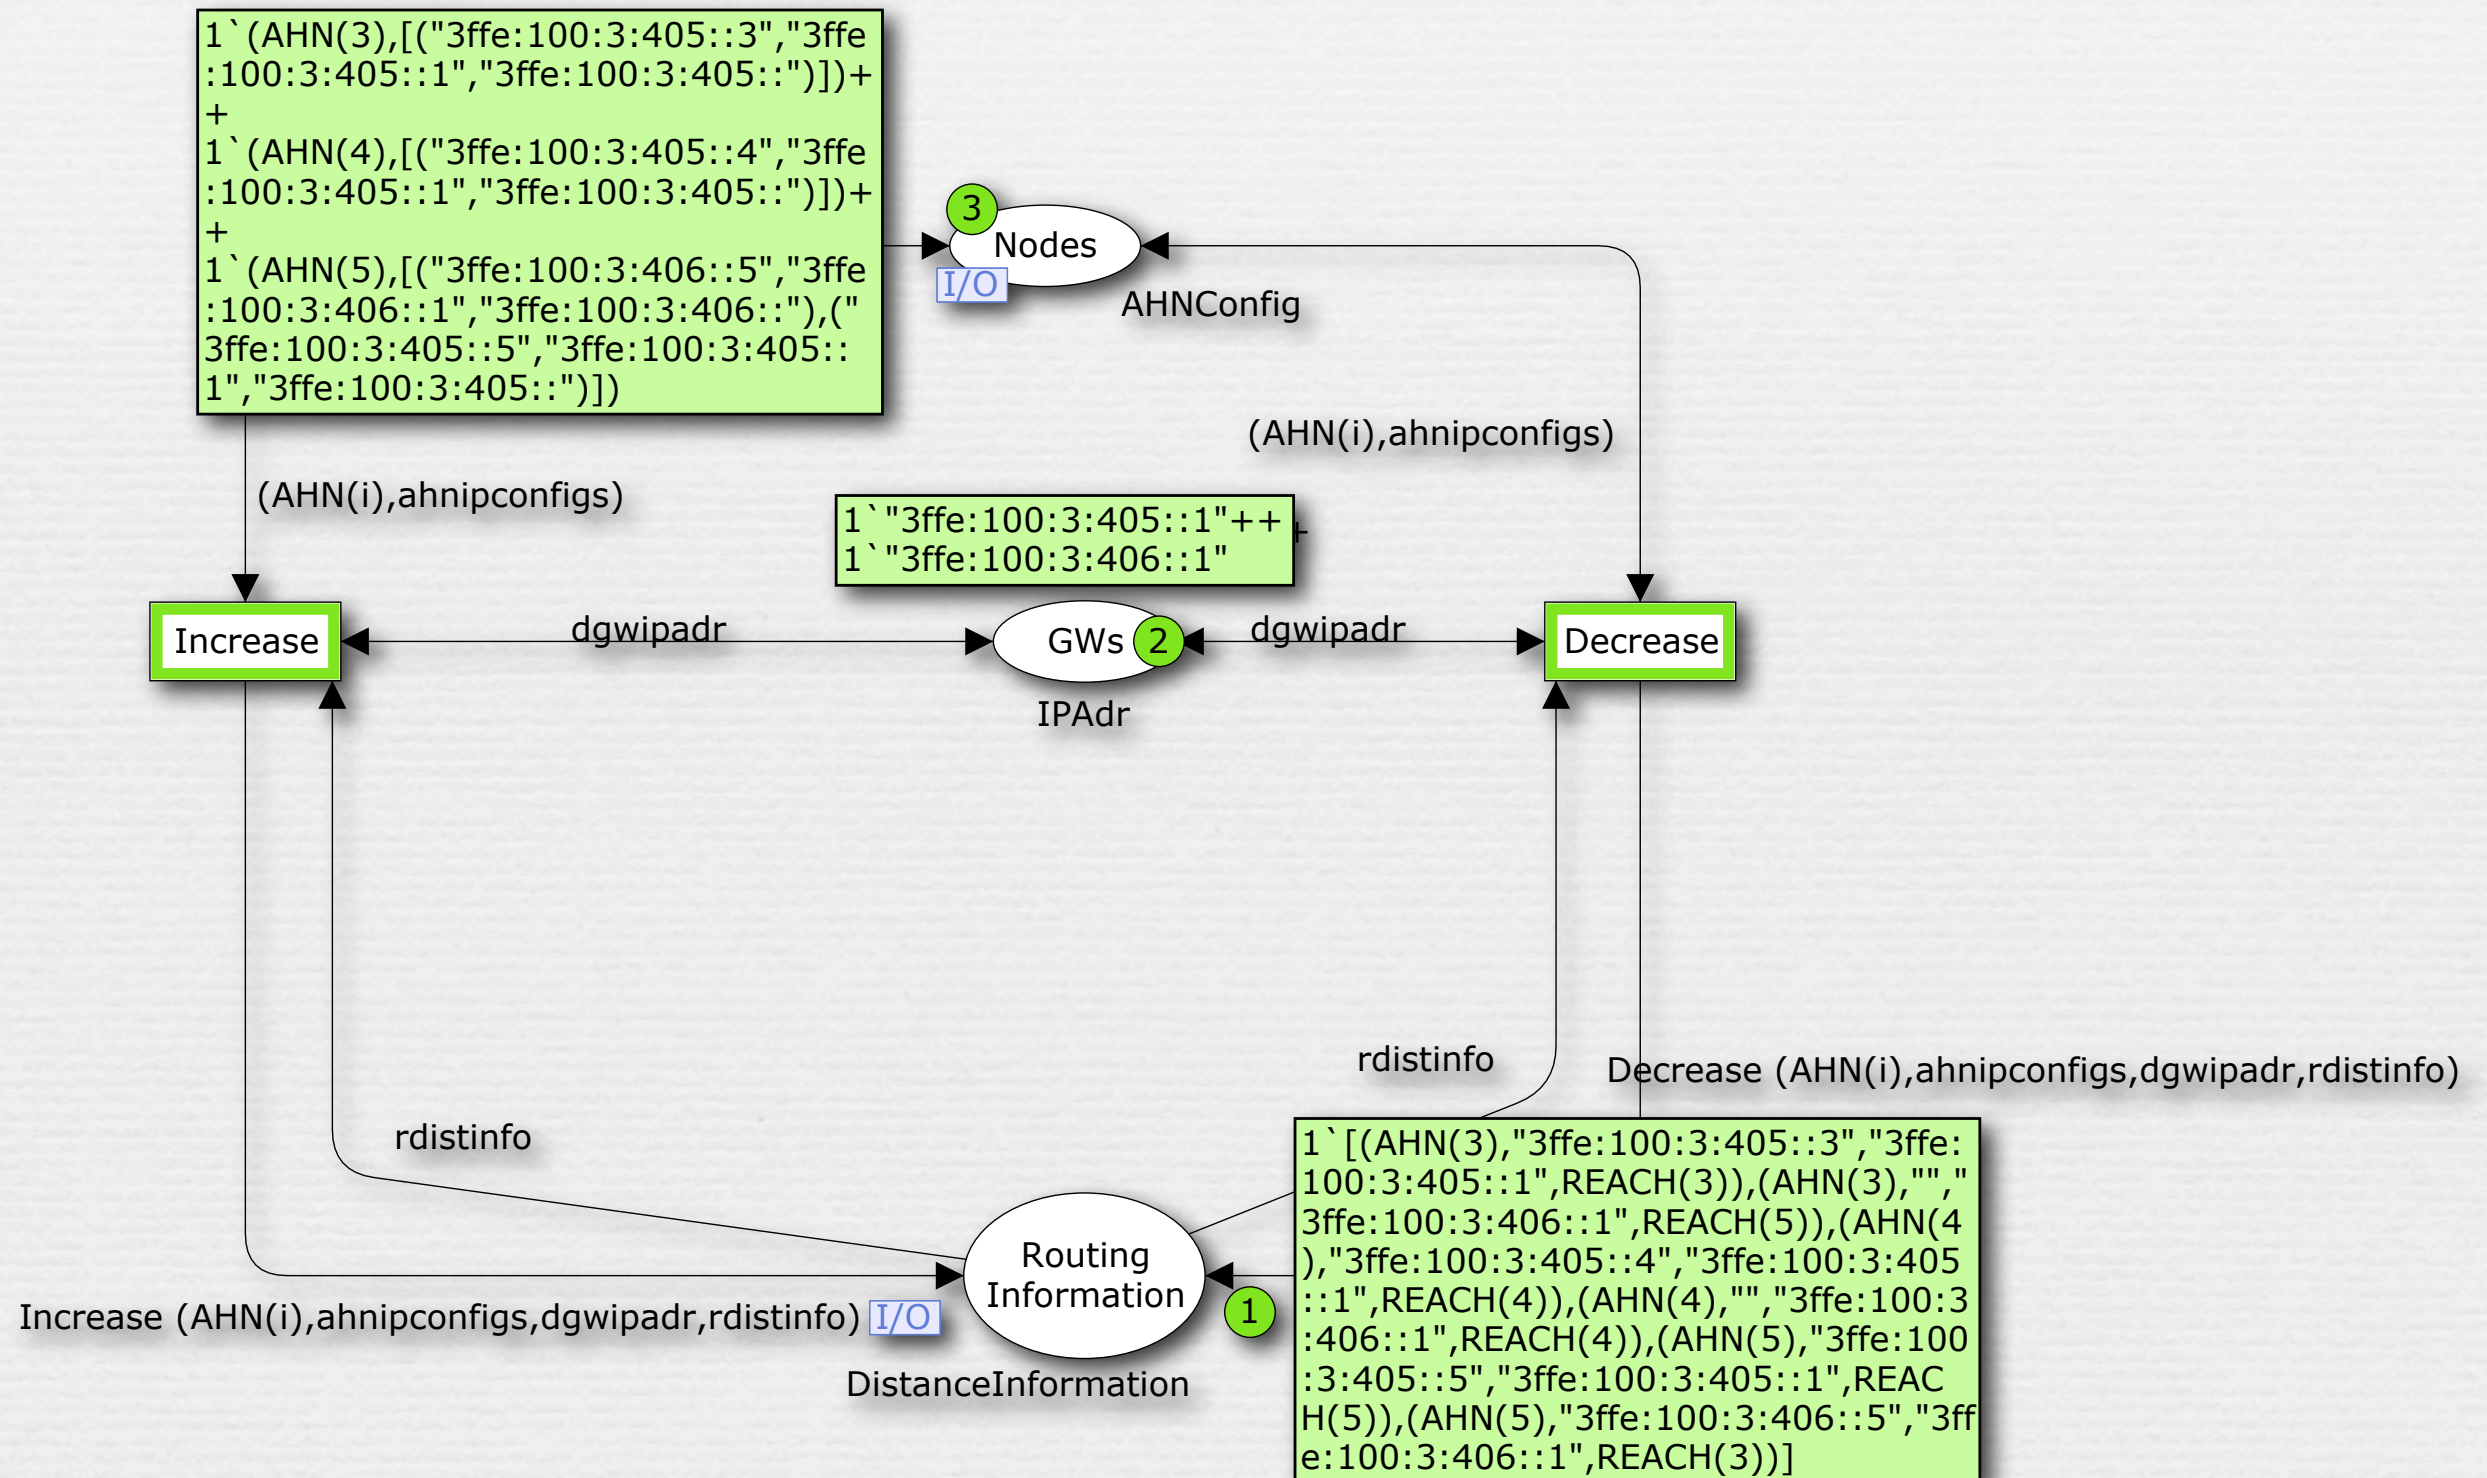 1`(AHN(3),[("3ffe:100:3:405::3","3ffe
:100:3:405::1","3ffe:100:3:405::")])+
+
1`(AHN(4),[("3ffe:100:3:405::4","3ffe
:100:3:405::1","3ffe:100:3:405::")])+
+
1`(AHN(5),[("3ffe:100:3:406::5","3ffe
:100:3:406::1","3ffe:100:3:406::"),("
3ffe:100:3:405::5","3ffe:100:3:405::
1","3ffe:100:3:405::")])
3
Nodes
I/O
AHNConfig
(AHN(i),ahnipconfigs)
(AHN(i),ahnipconfigs)
1`"3ffe:100:3:405::1"++
1`"3ffe:100:3:406::1"
+
Increase
dgwipadr
GWs
2
dgwipadr
Decrease
IPAdr
rdistinfo
Decrease (AHN(i),ahnipconfigs,dgwipadr,rdistinfo)
rdistinfo
1`[(AHN(3),"3ffe:100:3:405::3","3ffe:
100:3:405::1",REACH(3)),(AHN(3),"","
3ffe:100:3:406::1",REACH(5)),(AHN(4
),"3ffe:100:3:405::4","3ffe:100:3:405
::1",REACH(4)),(AHN(4),"","3ffe:100:3
:406::1",REACH(4)),(AHN(5),"3ffe:100
:3:405::5","3ffe:100:3:405::1",REAC
H(5)),(AHN(5),"3ffe:100:3:406::5","3ff
e:100:3:406::1",REACH(3))]
Routing
Information
1
Increase (AHN(i),ahnipconfigs,dgwipadr,rdistinfo)
I/O
DistanceInformation